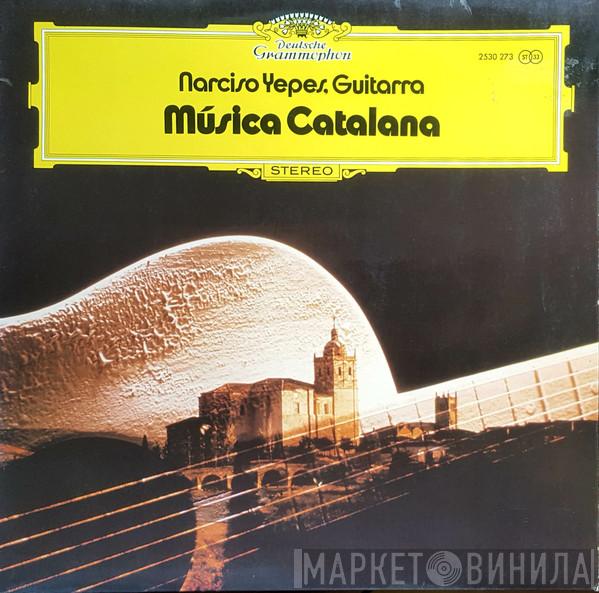 Deutsche
Grammophon
2530 273 ST 33
Narciso Yepes, Guitarra
Música Catalana
STEREO
МАРКЕТ ВИНИЛА